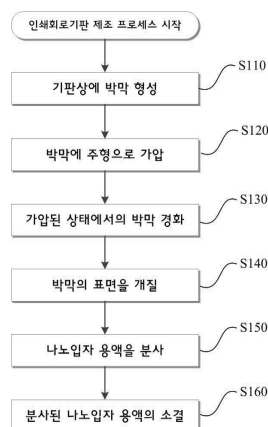 인쇄회로기판 제조 프로세스 시작
S110
기판상에 박막 형성
S120
박막에 주형으로 가압
S130
가압된 상태에서의 박막 경화
S140
박막의 표면을 개질
S150
나노입자 용액을 분사
S160
분사된 나노입자 용액의 소결